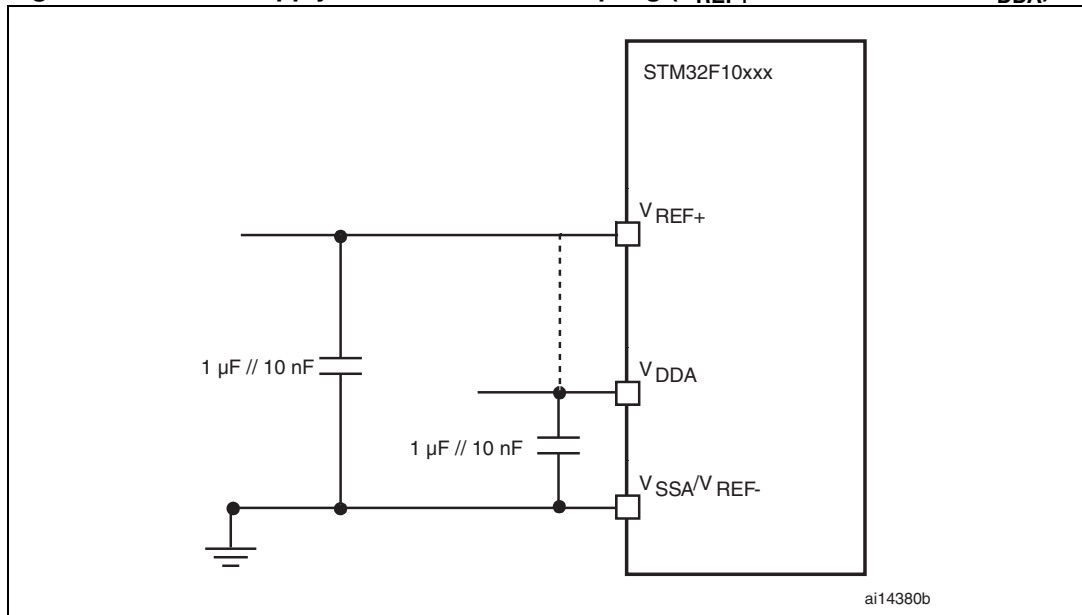 STM32F10xxx
V REF+
1 µF // 10 nF
V DDA
1 µF // 10 nF
V SSA/V REF-
ai14380b